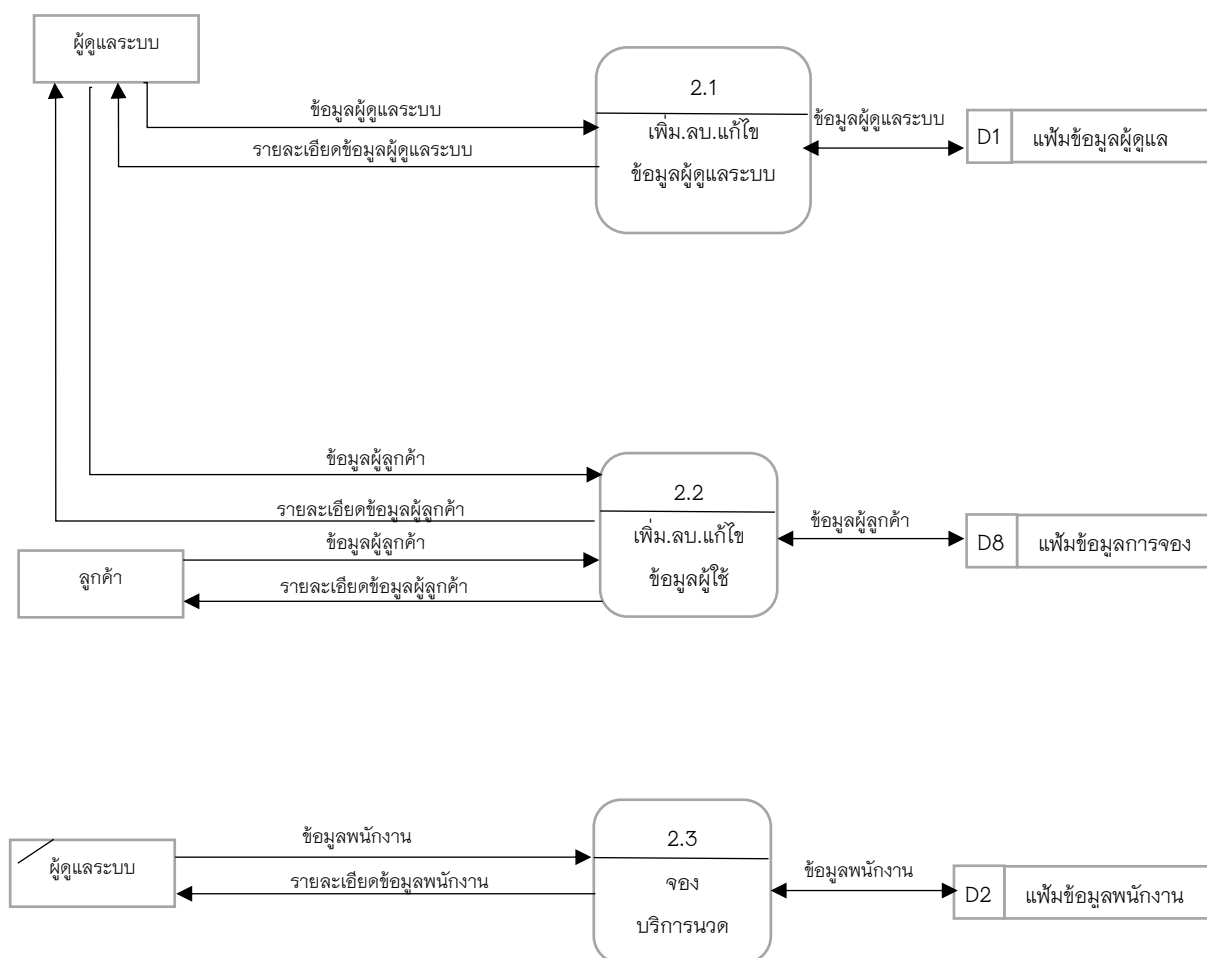 ผู้ดูแลระบบ
ข้อมูลผู้ดูแลระบบ
รายละเอียดข้อมูลผู้ดูแลระบบ
2.1
เพิ่ม.ลบ.แก้ไข
ข้อมูลผู้ดูแลระบบ
ข้อมูลผู้ดูแลระบบ
D1 แฟ้มข้อมูลผู้ดูแล
ข้อมูลผู้ลูกค้า
รายละเอียดข้อมูลผู้ลูกค้า
ข้อมูลผู้ลูกค้า
รายละเอียดข้อมูลผู้ลูกค้า
ลูกค้า
2.2
เพิ่ม.ลบ.แก้ไข
ข้อมูลผู้ใช้
ข้อมูลผู้ลูกค้า
D8 แฟ้มข้อมูลการจอง
ผู้ดูแลระบบ
ข้อมูลพนักงาน
รายละเอียดข้อมูลพนักงาน
2.3
จอง
บริการนวด
ข้อมูลพนักงาน
D2 แฟ้มข้อมูลพนักงาน